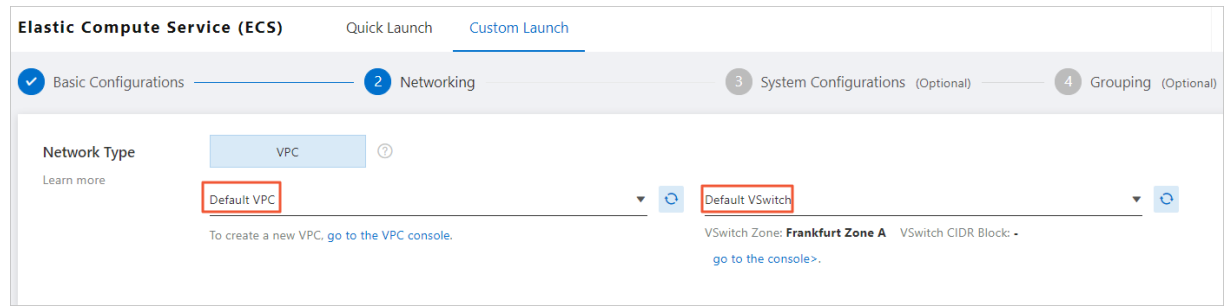 Elastic Compute Service (ECS) Quick Launch Custom Launch
Basic Configurations 2 Networking 3 System Configurations (Optional) 4 Grouping (Optional)
Network Type VPC ?
Learn more
Default VPC Default VSwitch
To create a new VPC, go to the VPC console. VSwitch Zone: Frankfurt Zone A VSwitch CIDR Block: -
go to the console>.